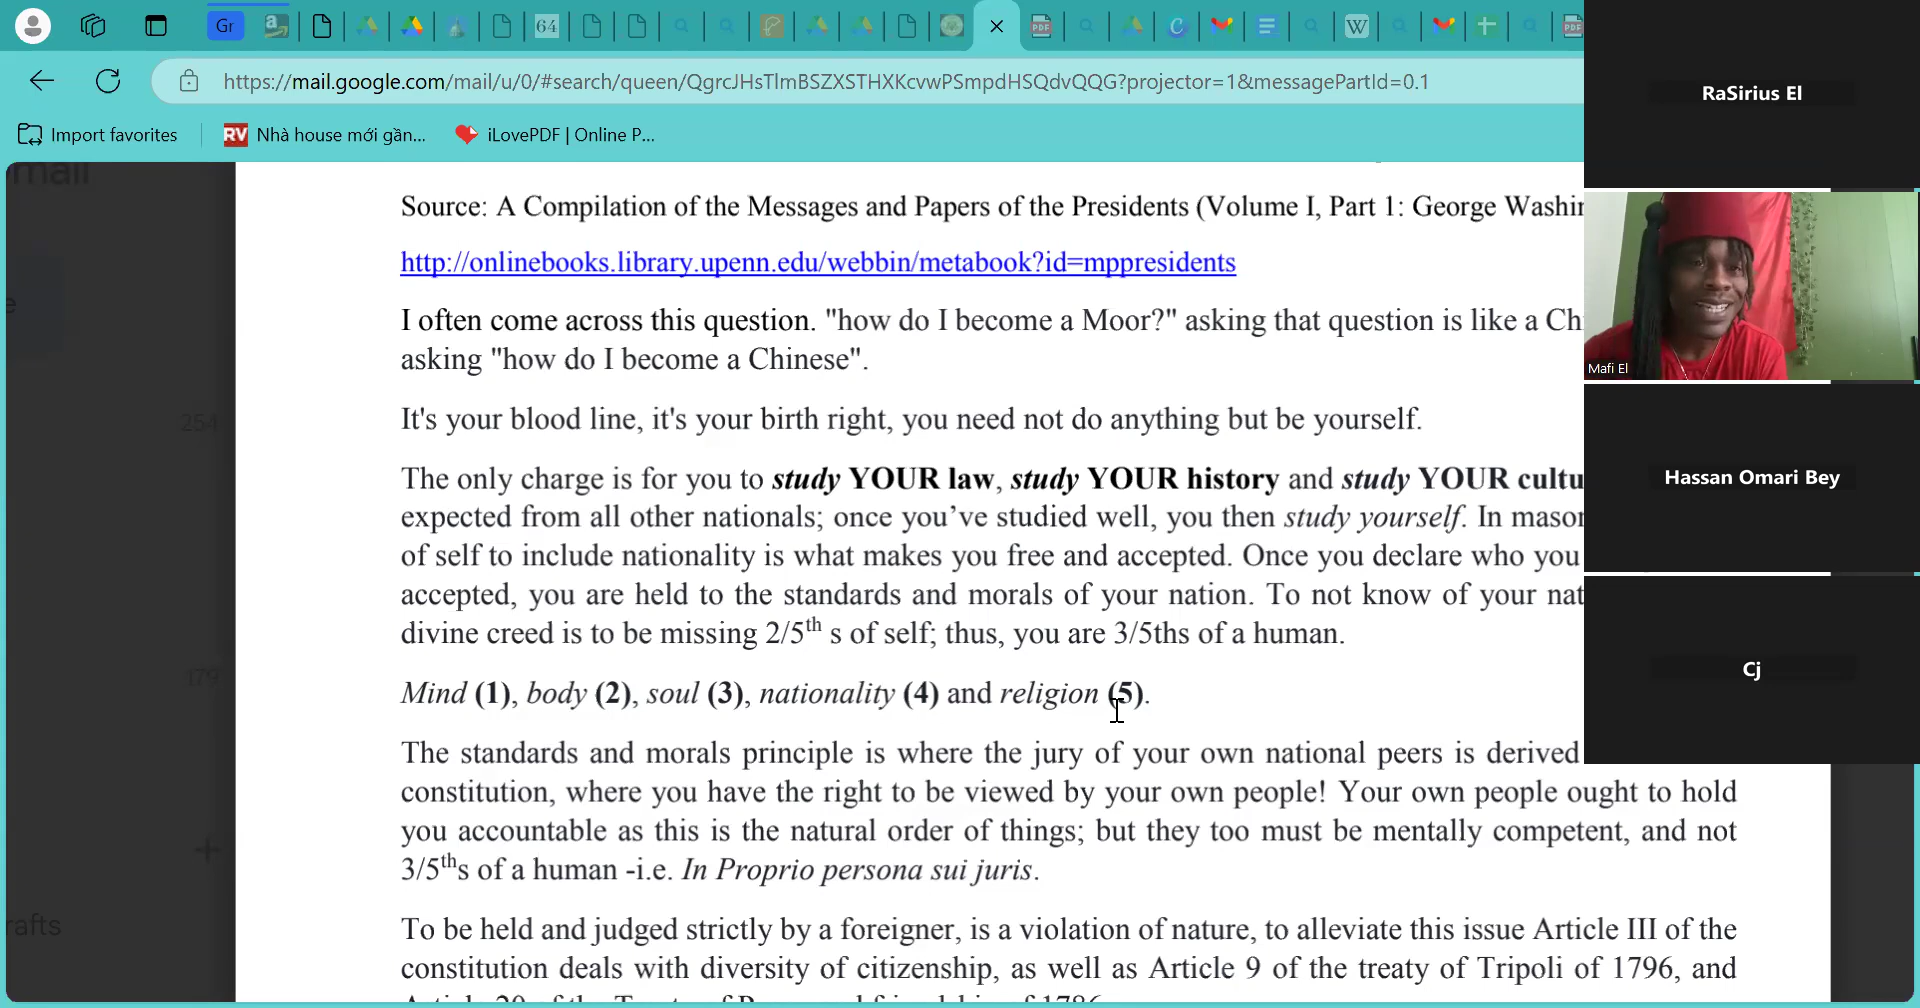 Gr
64
https://mail.google.com/mail/u/0/#search/queen/QgrcJHsTlmBSZXSTHXKcvwPSmpdHSQdvQQG?projector=1&messagePartId=0.1
Import favorites
RV Nhà house mới gần...
iLovePDF | Online P...
RaSirius El
mail
Source: A Compilation of the Messages and Papers of the Presidents (Volume I, Part 1: George Washin
http://onlinebooks.library.upenn.edu/webbin/metabook?id=mppresidents
I often come across this question. "how do I become a Moor?" asking that question is like a Ch
asking "how do I become a Chinese".
Mafi El
It's your blood line, it's your birth right, you need not do anything but be yourself.
254
The only charge is for you to study YOUR law, study YOUR history and study YOUR cultu
Hassan Omari Bey
expected from all other nationals; once you’ve studied well, you then study yourself. In mason
of self to include nationality is what makes you free and accepted. Once you declare who you
accepted, you are held to the standards and morals of your nation. To not know of your nat
divine creed is to be missing 2/5th s of self; thus, you are 3/5ths of a human.
Cj
179
Mind (1), body (2), soul (3), nationality (4) and religion (5).
The standards and morals principle is where the jury of your own national peers is derived
constitution, where you have the right to be viewed by your own people! Your own people ought to hold
you accountable as this is the natural order of things; but they too must be mentally competent, and not
3/5ths of a human -i.e. In Proprio persona sui juris.
rafts
To be held and judged strictly by a foreigner, is a violation of nature, to alleviate this issue Article III of the
constitution deals with diversity of citizenship, as well as Article 9 of the treaty of Tripoli of 1796, and